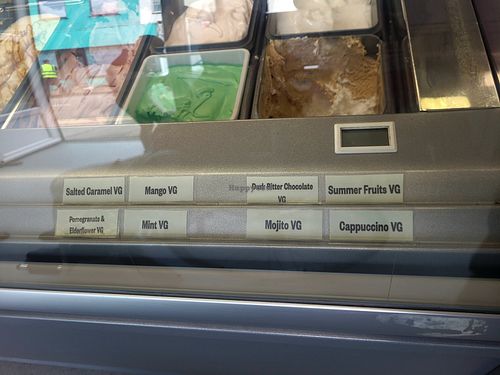 Salted Caramel VG
Mango VG
Dark Bitter Chocolate
VG
Summer Fruits VG
Pomegranate &
Elderflower VG
Mint VG
Mojito VG
Cappuccino VG